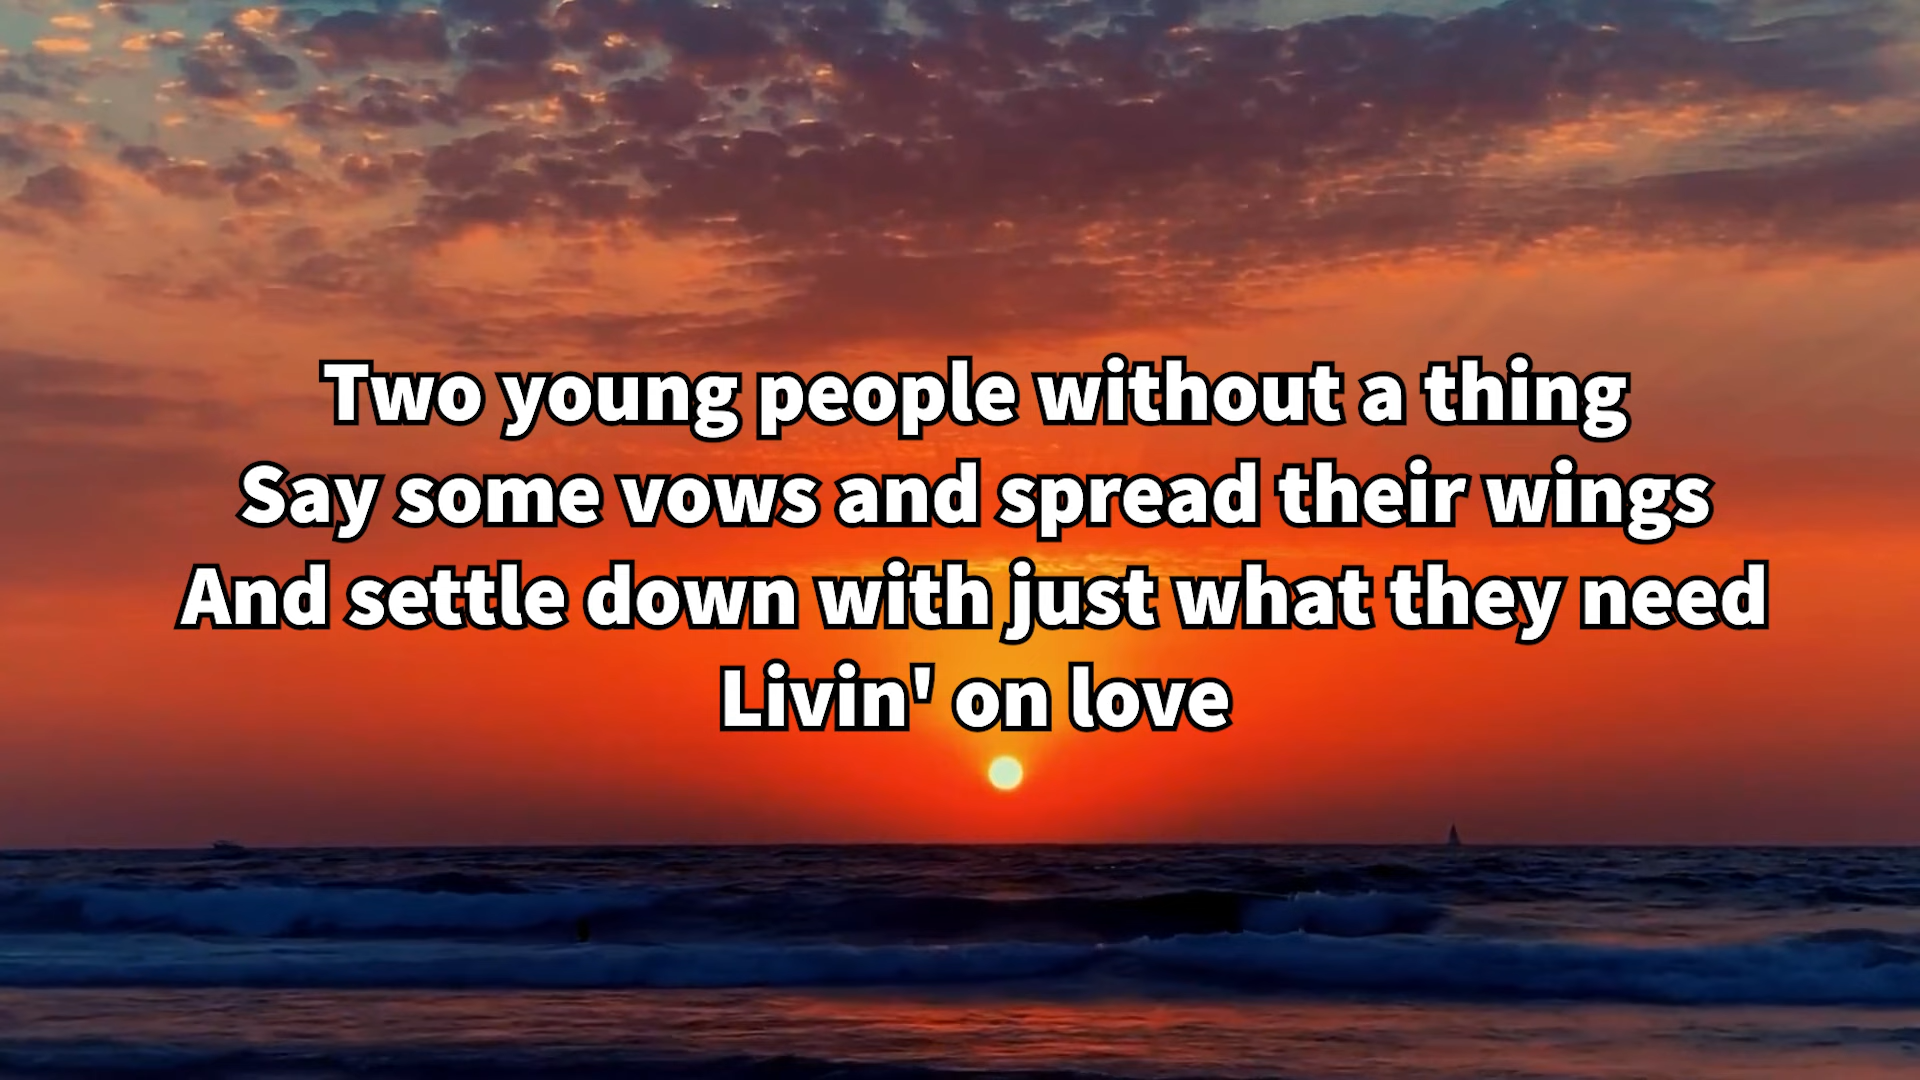 Two young people without a thing
Say some vows and spread their wings
And settle down with just what they need
Livin' on love